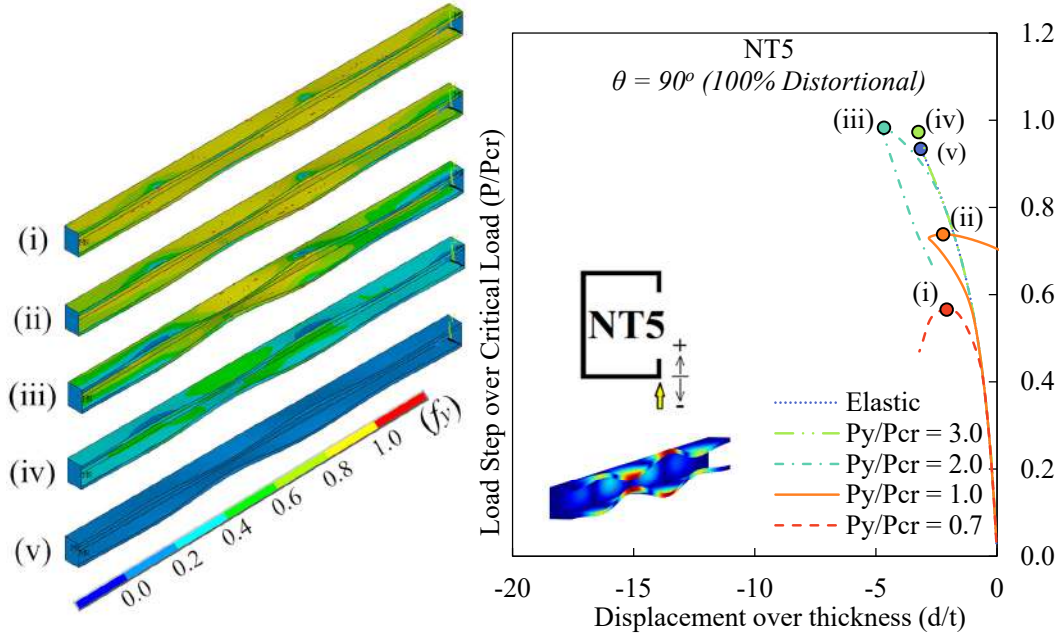 (i)
(ii)
(iii)
(iv)
(v)
0.0
0.2
0.4
0.6
0.8
1.0
(fy)
NT5
θ = 90º (100% Distortional)
Load Step over Critical Load (P/Pcr)
1.2
1.0
0.8
0.6
0.4
0.2
0.0
(iii)
(iv)
(v)
(ii)
(i)
NT5
+
-
Elastic
Py/Pcr = 3.0
Py/Pcr = 2.0
Py/Pcr = 1.0
Py/Pcr = 0.7
-20 -15 -10 -5 0
Displacement over thickness (d/t)